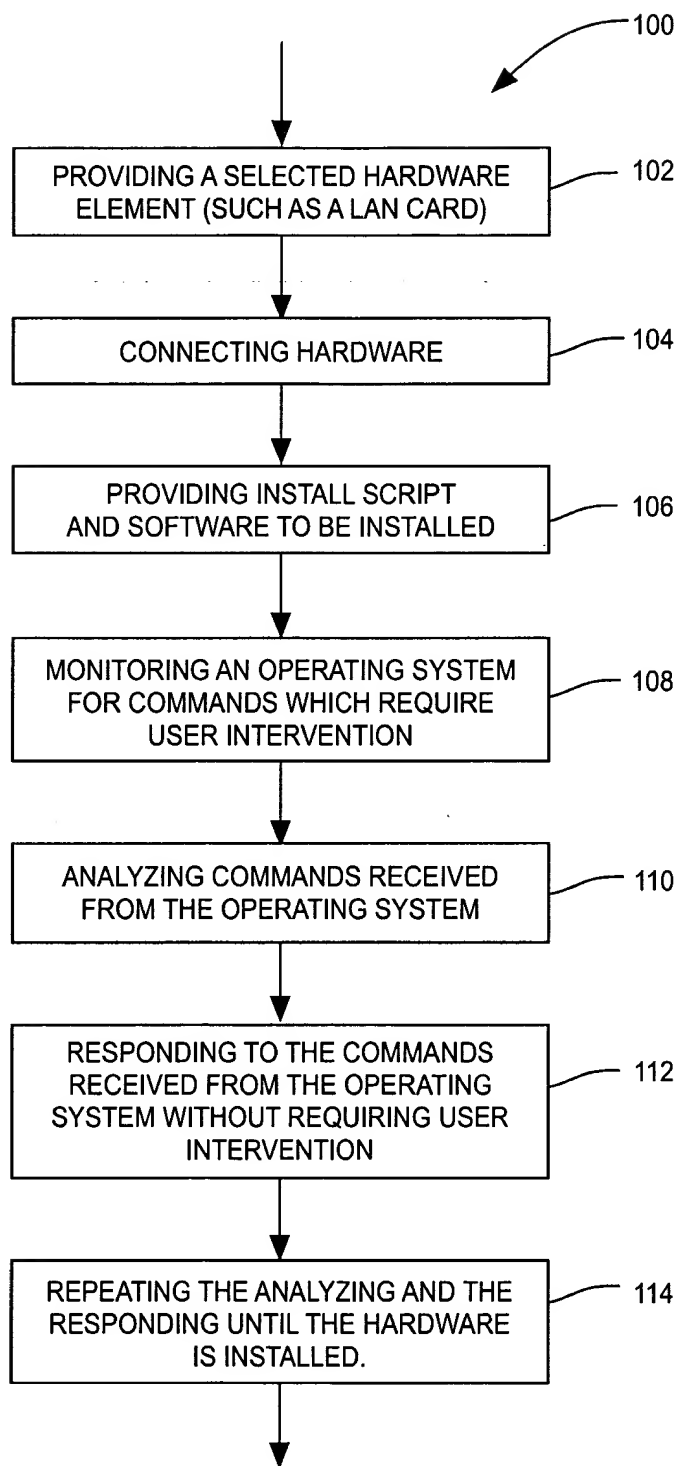 100
PROVIDING A SELECTED HARDWARE
ELEMENT (SUCH AS A LAN CARD)
102
CONNECTING HARDWARE
104
PROVIDING INSTALL SCRIPT
AND SOFTWARE TO BE INSTALLED
106
MONITORING AN OPERATING SYSTEM
FOR COMMANDS WHICH REQUIRE
USER INTERVENTION
108
ANALYZING COMMANDS RECEIVED
FROM THE OPERATING SYSTEM
110
RESPONDING TO THE COMMANDS
RECEIVED FROM THE OPERATING
SYSTEM WITHOUT REQUIRING USER
INTERVENTION
112
REPEATING THE ANALYZING AND THE
RESPONDING UNTIL THE HARDWARE
IS INSTALLED.
114